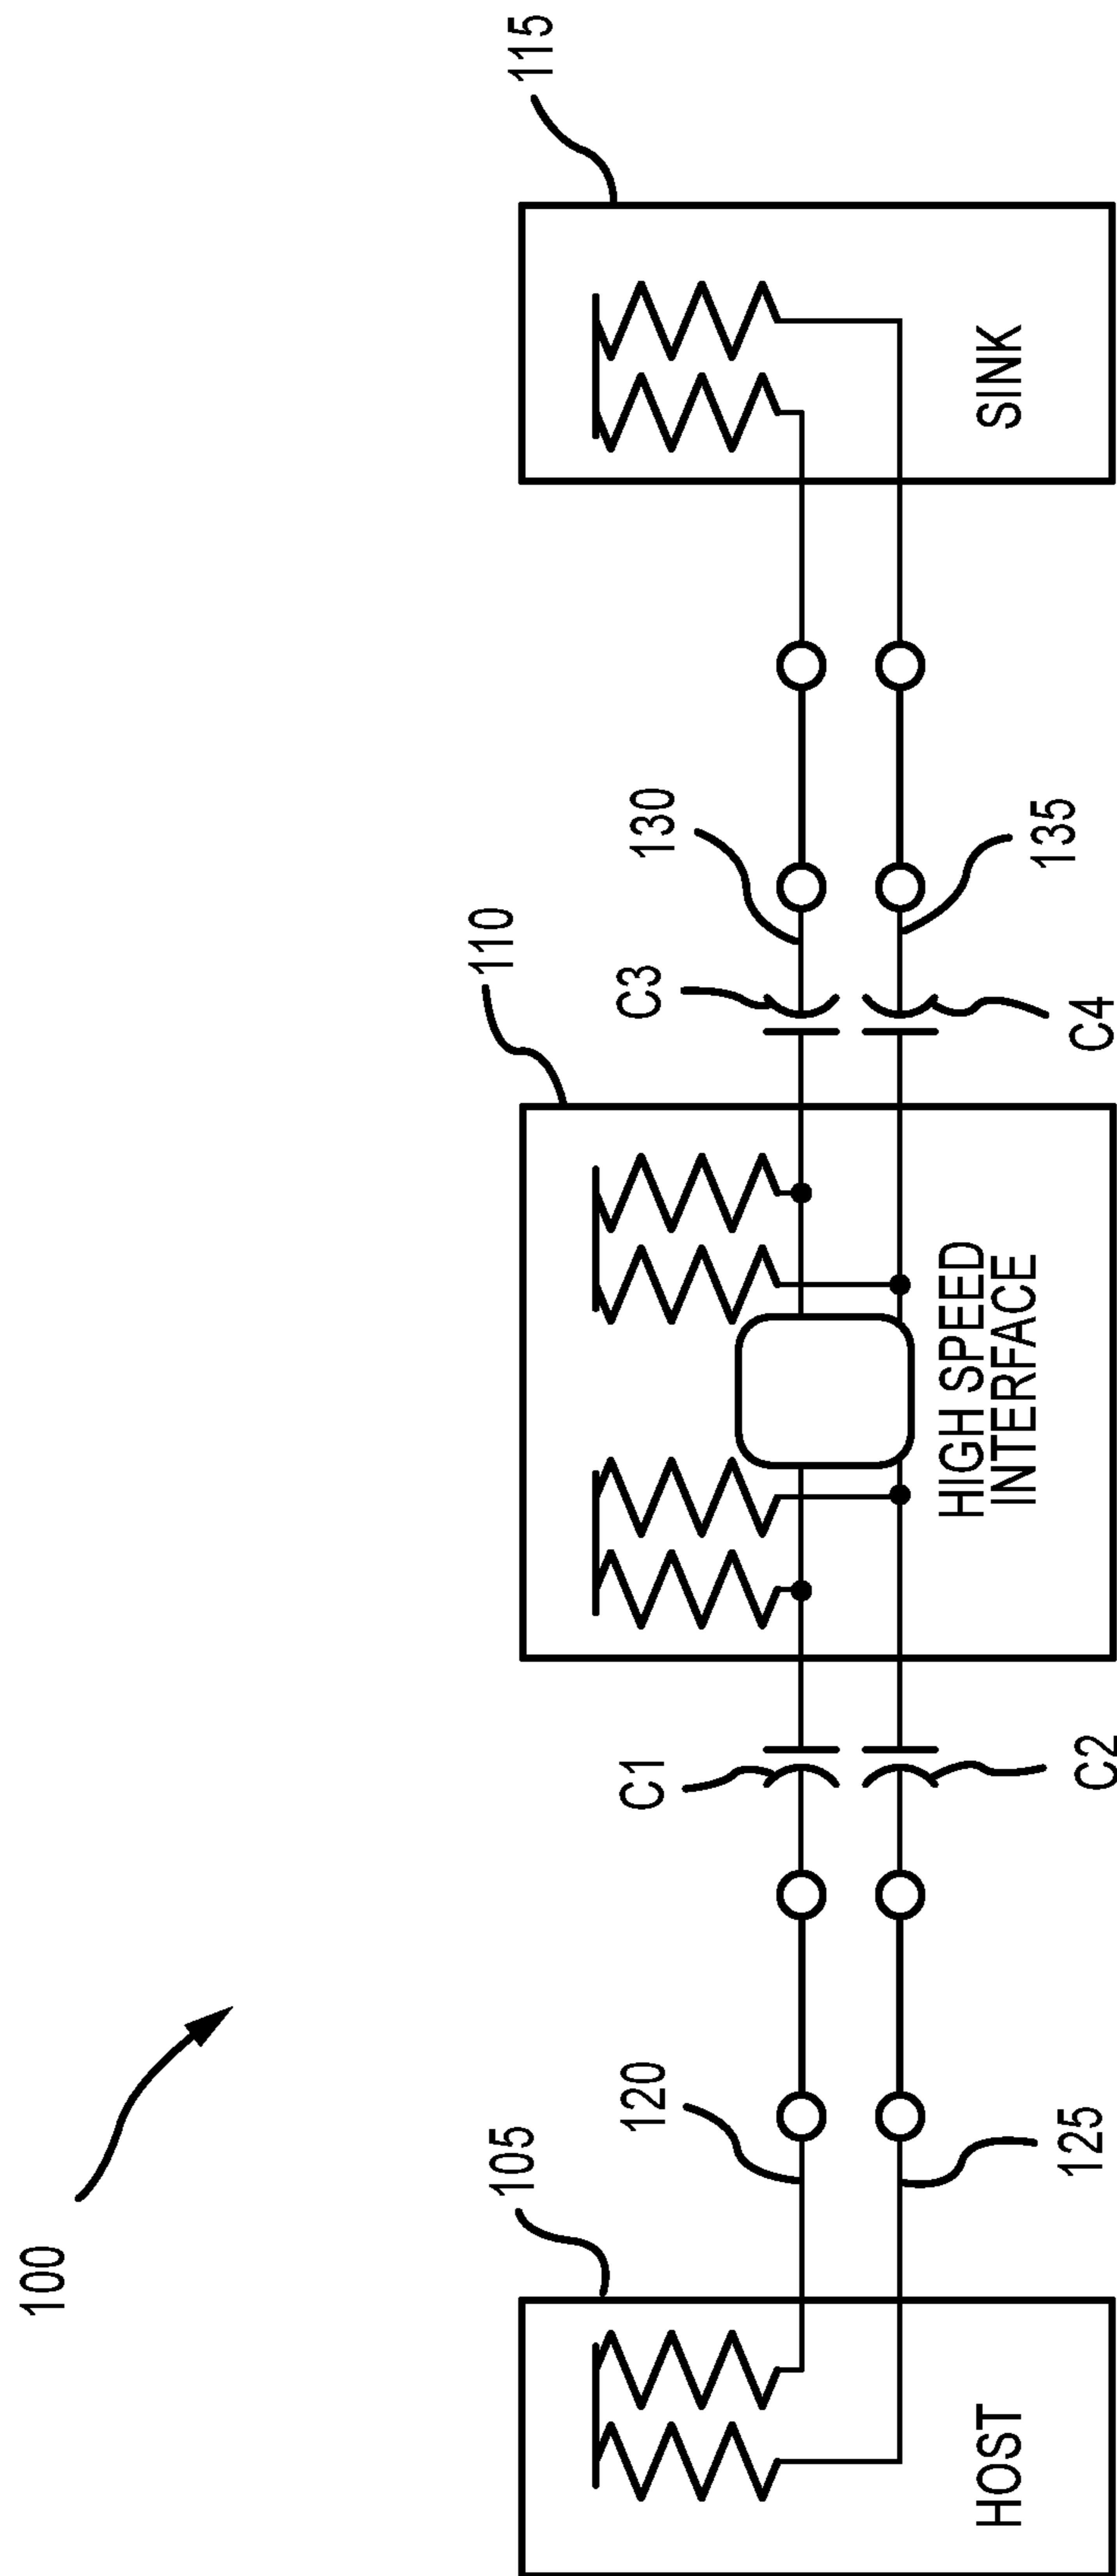 100
105
110
115
120
125
C1
C2
C3
C4
130
135
HOST
HIGH SPEED
INTERFACE
SINK